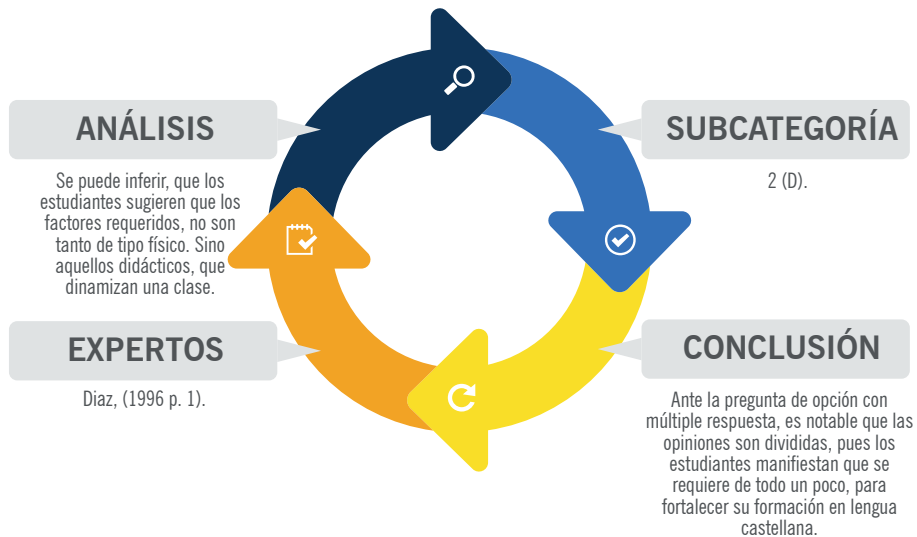 ANÁLISIS
Se puede inferir, que los
estudiantes sugieren que los
factores requeridos, no son
tanto de tipo físico. Sino
aquellos didácticos, que
dinamizan una clase.
SUBCATEGORÍA
2 (D).
EXPERTOS
Diaz, (1996 p. 1).
CONCLUSIÓN
Ante la pregunta de opción con
múltiple respuesta, es notable que las
opiniones son divididas, pues los
estudiantes manifiestan que se
requiere de todo un poco, para
fortalecer su formación en lengua
castellana.